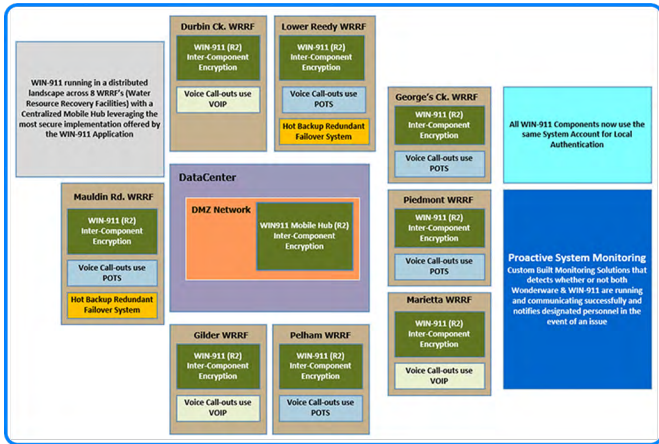 WIN-911 running in a distributed
landscape across 8 WRRF's (Water
Resource Recovery Facilities) with a
Centralized Mobile Hub leveraging the
most secure implementation offered by
the WIN-911 Application
Durbin Ck. WRRF
WIN-911 (R2)
Inter-Component
Encryption
Voice Call-outs use
VOIP
Lower Reedy WRRF
WIN-911 (R2)
Inter-Component
Encryption
Voice Call-outs use
POTS
Hot Backup Redundant
Failover System
George's Ck. WRRF
WIN-911 (R2)
Inter-Component
Encryption
Voice Call-outs use
POTS
All WIN-911 Components now use the
same System Account for Local
Authentication
Mauldin Rd. WRRF
WIN-911 (R2)
Inter-Component
Encryption
Voice Call-outs use
POTS
Hot Backup Redundant
Failover System
DataCenter
DMZ Network
WIN911 Mobile Hub (R2)
Inter-Component
Encryption
Piedmont WRRF
WIN-911 (R2)
Inter-Component
Encryption
Voice Call-outs use
POTS
Proactive System Monitoring
Custom Built Monitoring Solutions that
detects whether or not both
Wonderware & WIN-911 are running
and communicating successfully and
notifies designated personnel in the
event of an issue
Gilder WRRF
WIN-911 (R2)
Inter-Component
Encryption
Voice Call-outs use
VOIP
Pelham WRRF
WIN-911 (R2)
Inter-Component
Encryption
Voice Call-outs use
POTS
Marietta WRRF
WIN-911 (R2)
Inter-Component
Encryption
Voice Call-outs use
VOIP